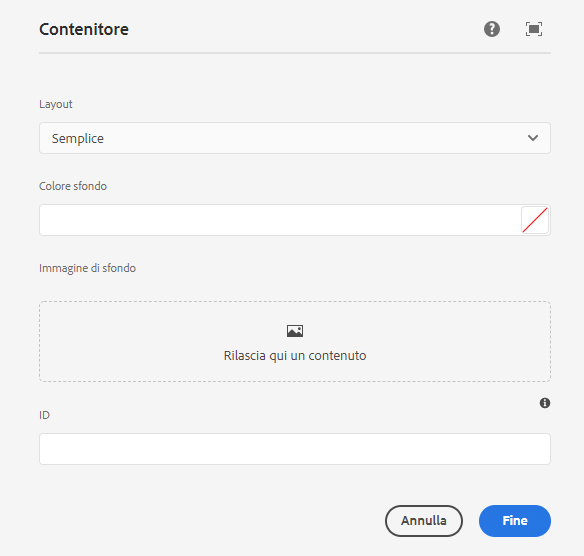 Contenitore
Layout
Semplice
Colore sfondo
Immagine di sfondo
Rilascia qui un contenuto
ID
Annulla
Fine